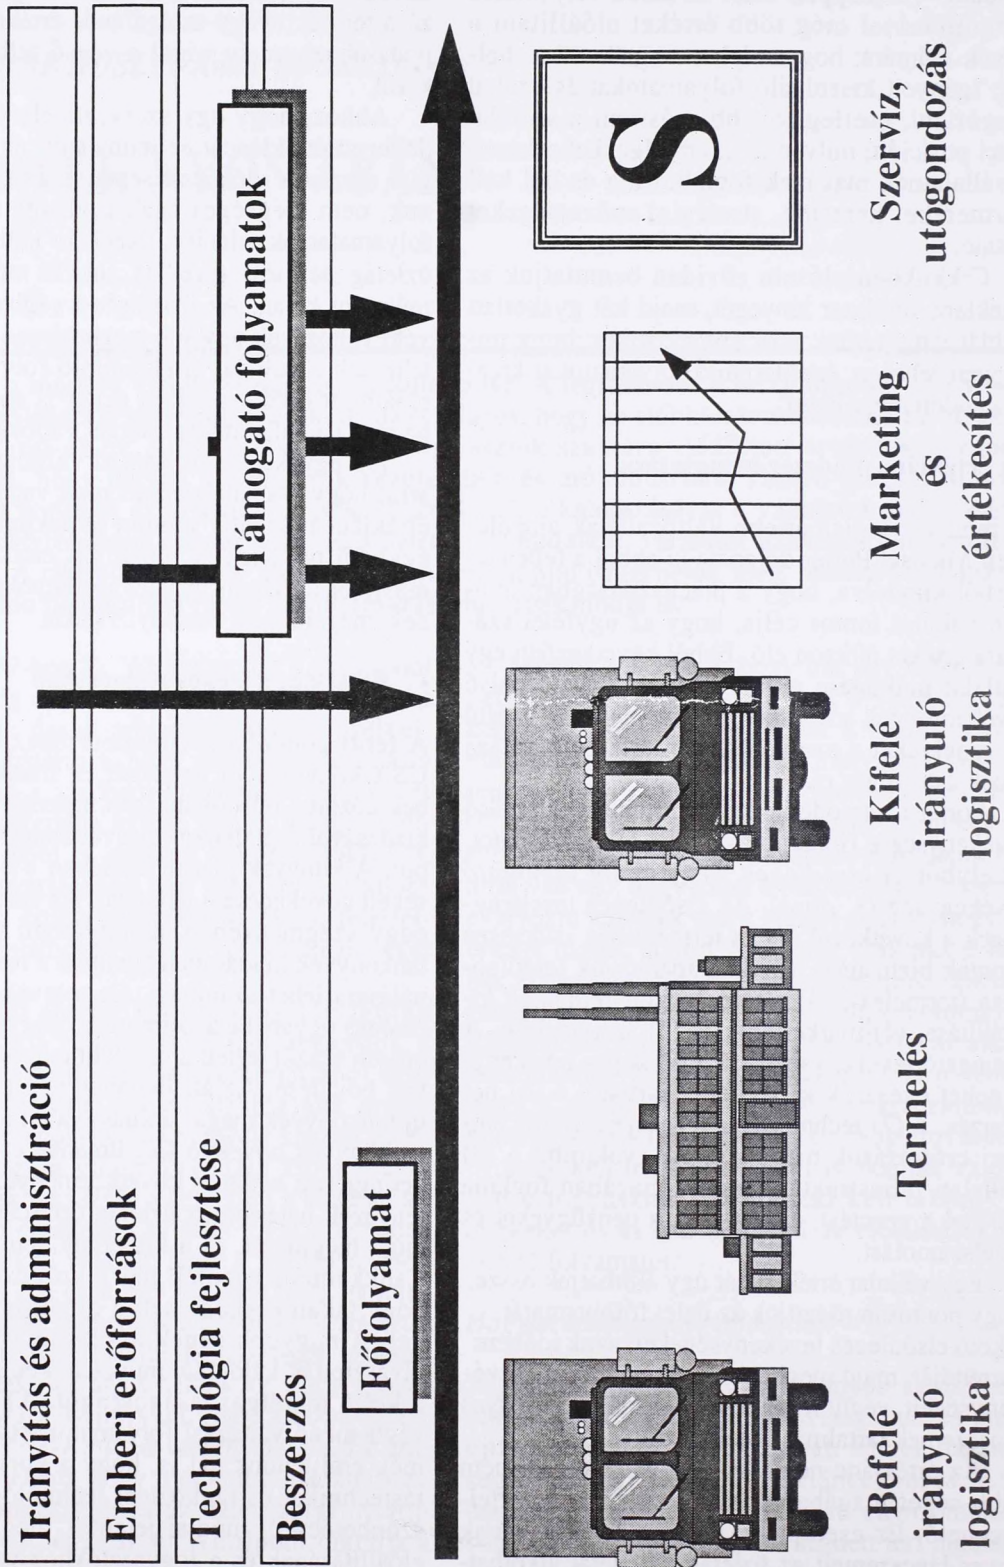 Irányítás és adminisztráció
Emberi erőforrások
Technológia fejlesztése
Beszerzés
Támogató folyamatok
Főfolyamat
S
Befelé
irányuló
logisztika
Termelés
Kifelé
irányuló
logisztika
Marketing
és
értékesítés
Servíz,
utógondozás